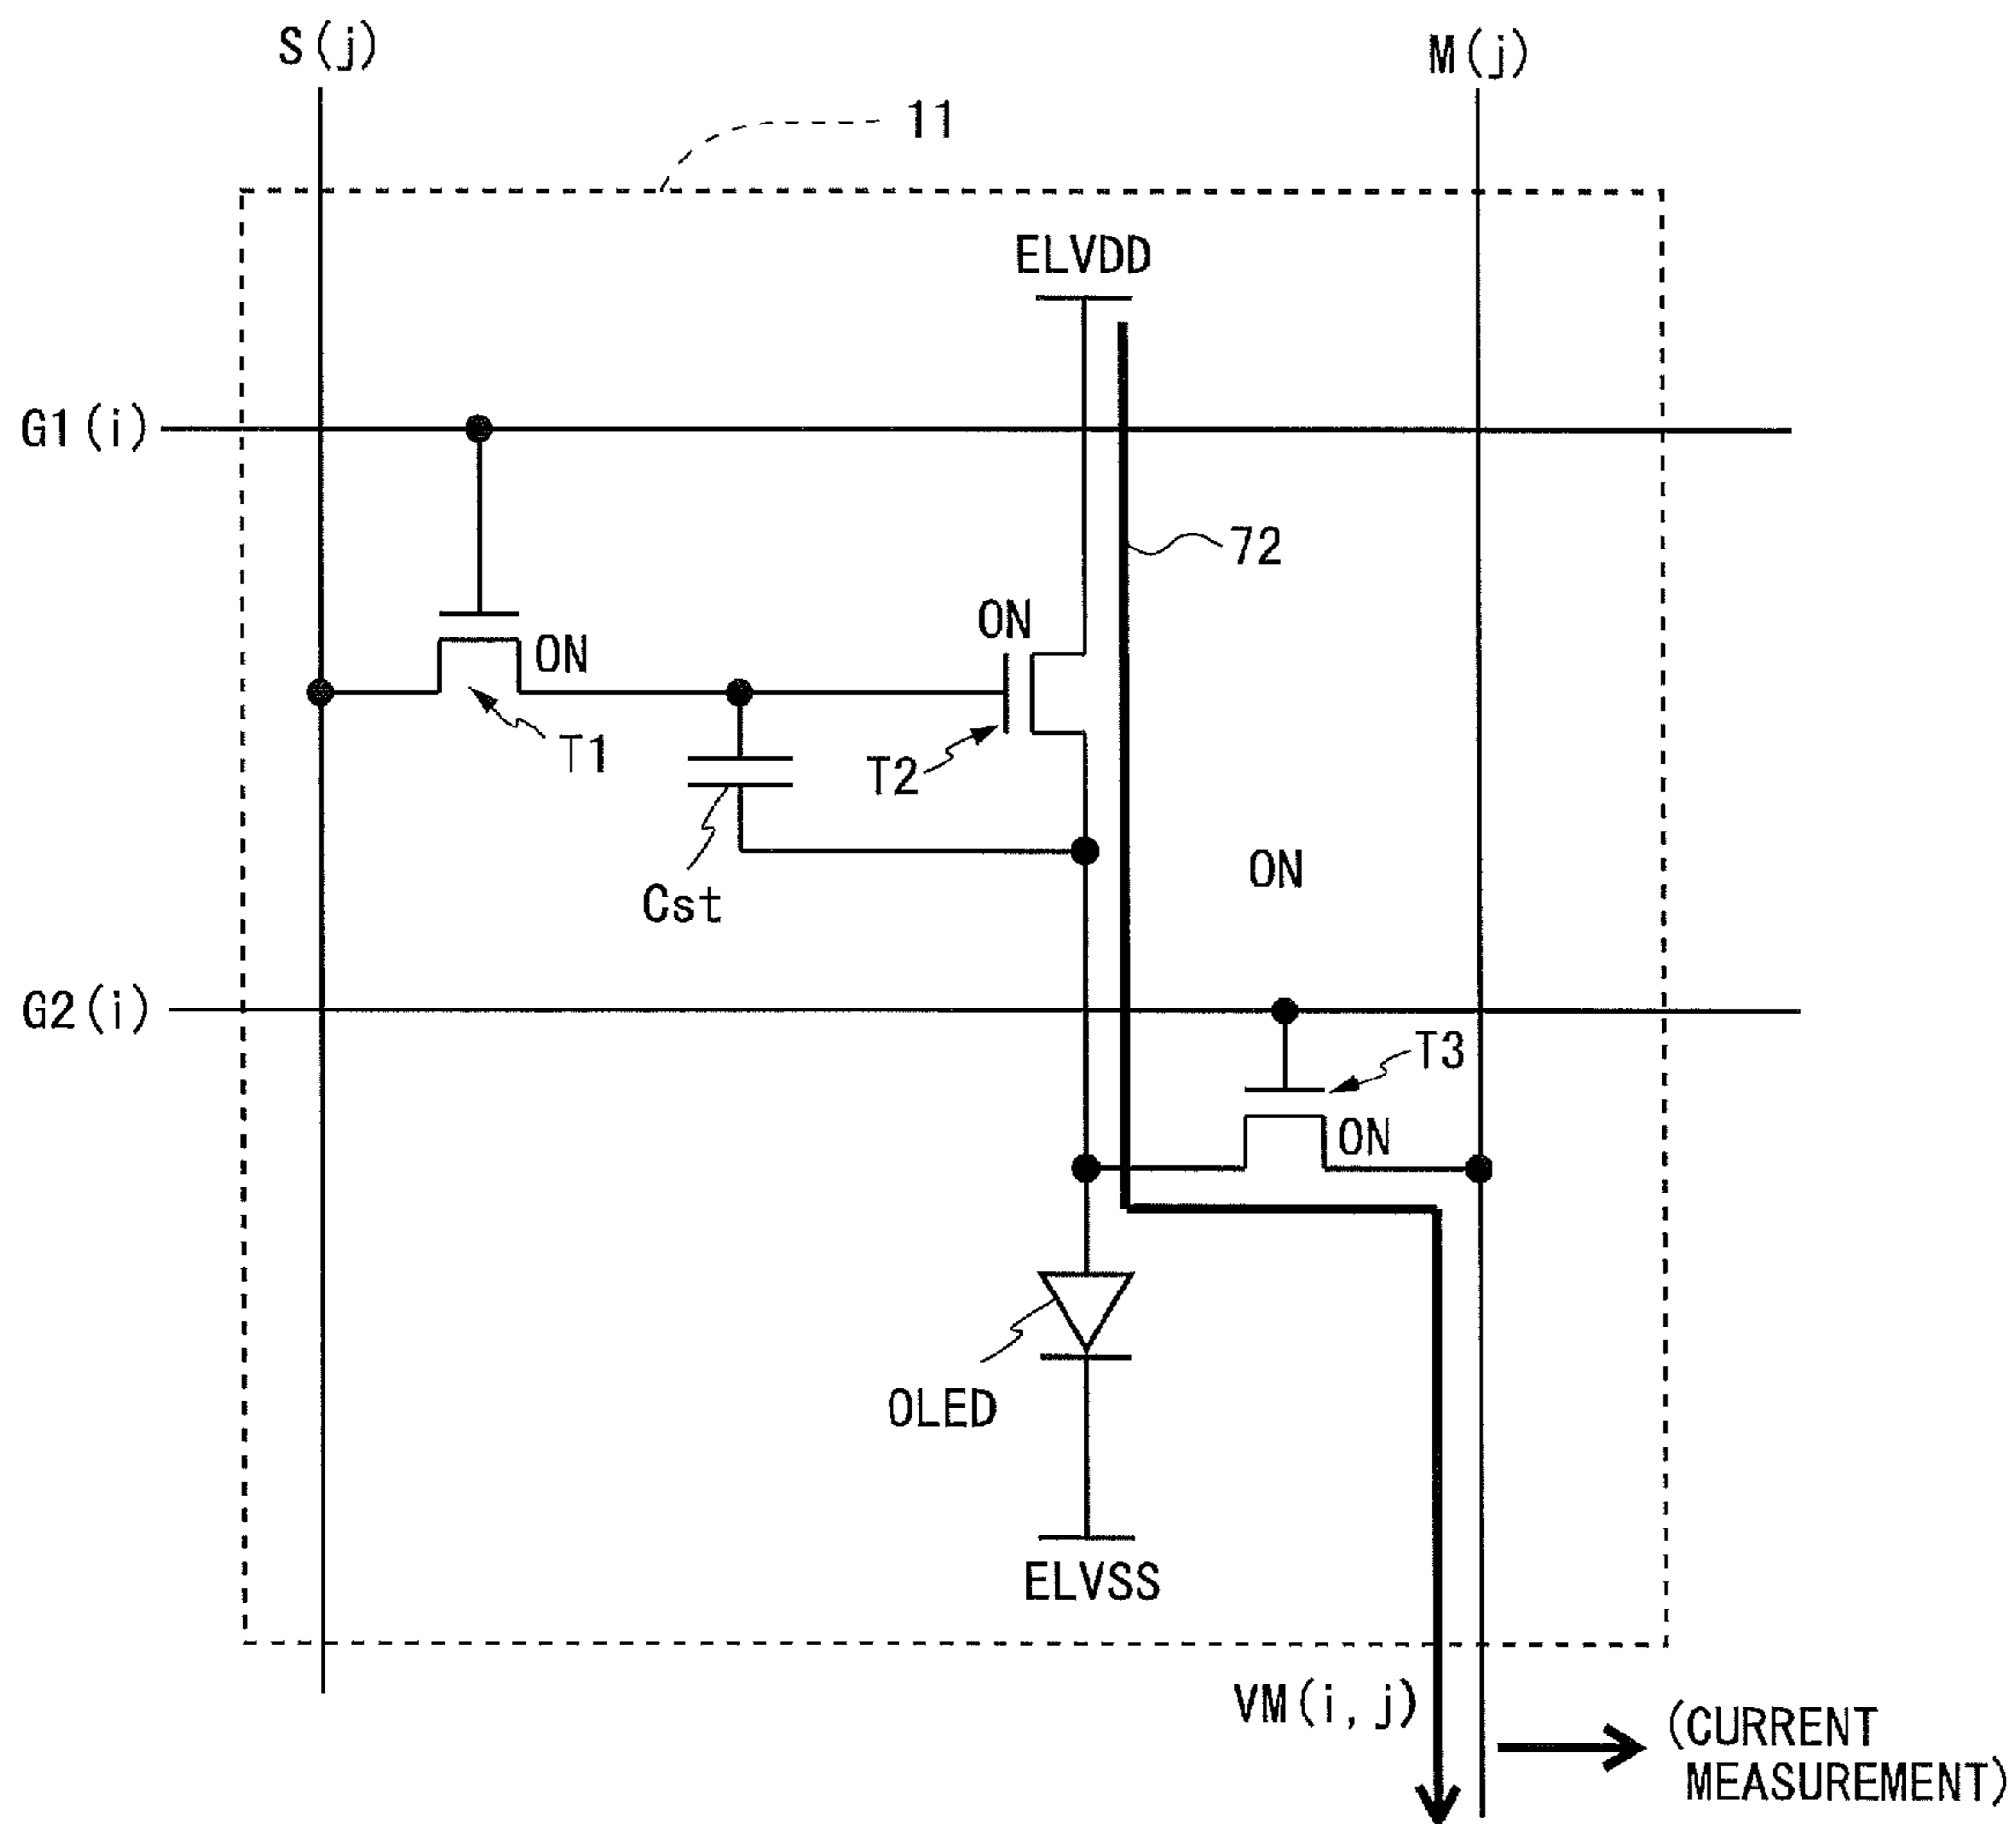 S(j)
M(j)
11
ELVDD
G1(i)
72
ON
ON
T1
T2
ON
Cst
G2(i)
T3
ON
OLED
ELVSS
VM(i,j)
(CURRENT
MEASUREMENT)